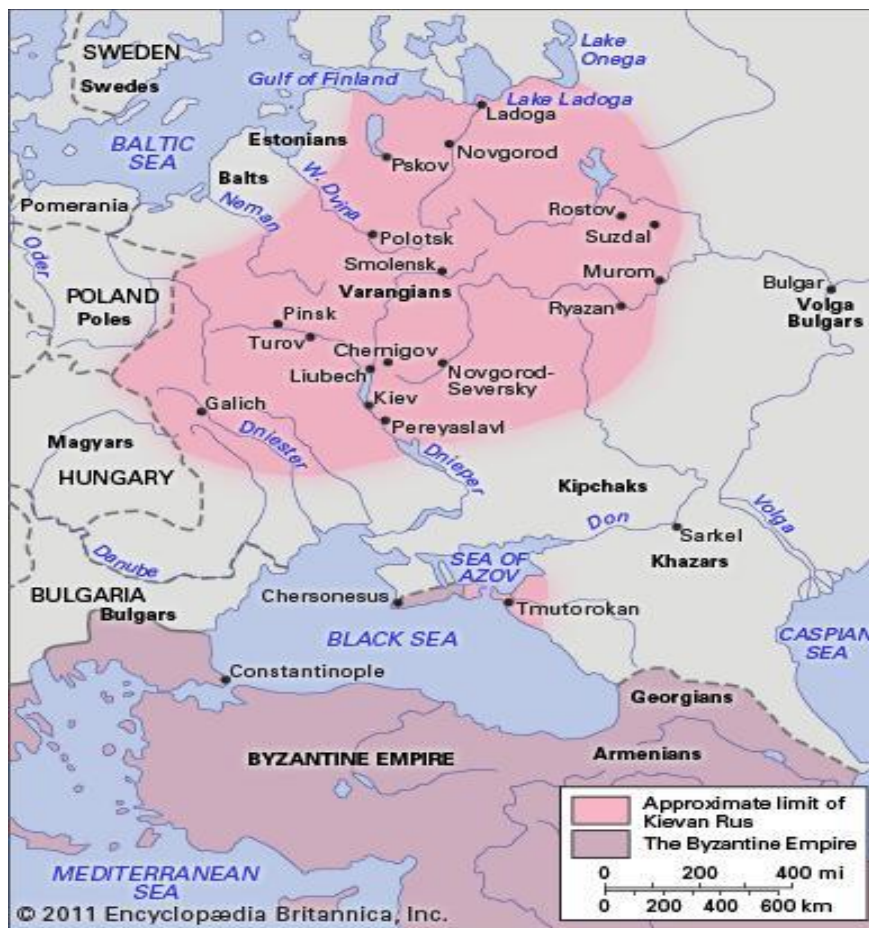 SWEDEN
Swedes
Gulf of Finland
Lake
Onega
Lake Ladoga
Ladoga
BALTIC
SEA
Estonians
Novgorod
Pskov
Balts
W. Dvina
Neman
Pomerania
Rostov
Suzdal
Polotsk
Oder
Smolensk
Murom
Bulgar
POLAND
Poles
Varangians
Volga
Bulgars
Pinsk
Ryazan
Turov
Chernigov
Liubech
Novgorod-
Seversky
Kiev
Galich
Pereyaslavl
Dniester
Magyars
Dnieper
HUNGARY
Kipchaks
Volga
Don
Sarkel
Danube
SEA OF
AZOV
Khazars
BULGARIA
Bulgars
Chersonesus
Tmutorokan
BLACK SEA
CASPIAN
SEA
Constantinople
Georgians
BYZANTINE EMPIRE
Armenians
Approximate limit of
Kievan Rus
The Byzantine Empire
0 200 400 mi
0 200 400 600 km
MEDITERRANEAN
SEA
© 2011 Encyclopædia Britannica, Inc.